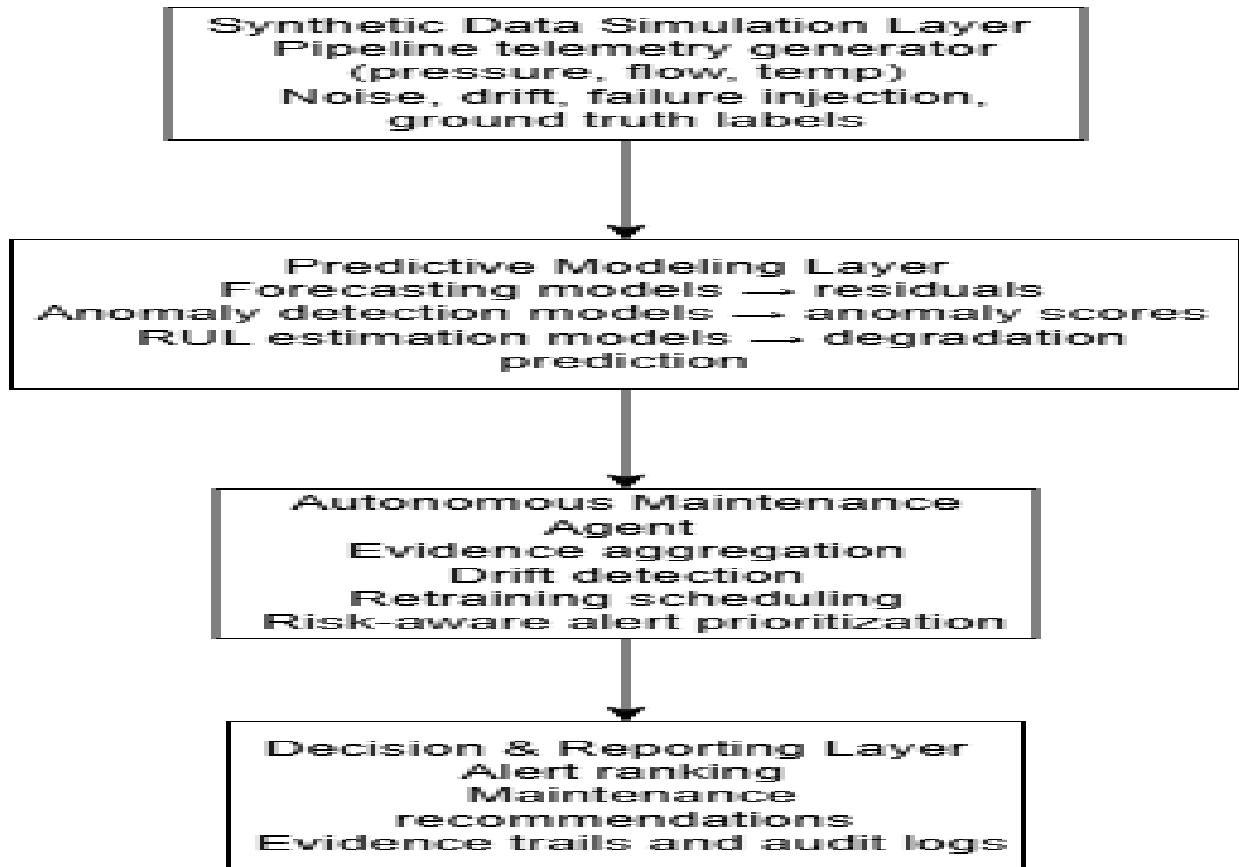 Synthetic Data Simulation Layer
Pipeline telemetry generator
(pressure, flow, temp)
Noise, drift, failure injection,
ground truth labels
Predictive Modeling Layer
Forecasting models → residuals
Anomaly detection models → anomaly scores
RUL estimation models → degradation
prediction
Autonomous Maintenance
Agent
Evidence aggregation
Drift detection
Retraining scheduling
Risk-aware alert prioritization
Decision & Reporting Layer
Alert ranking
Maintenance
recommendations
Evidence trails and audit logs